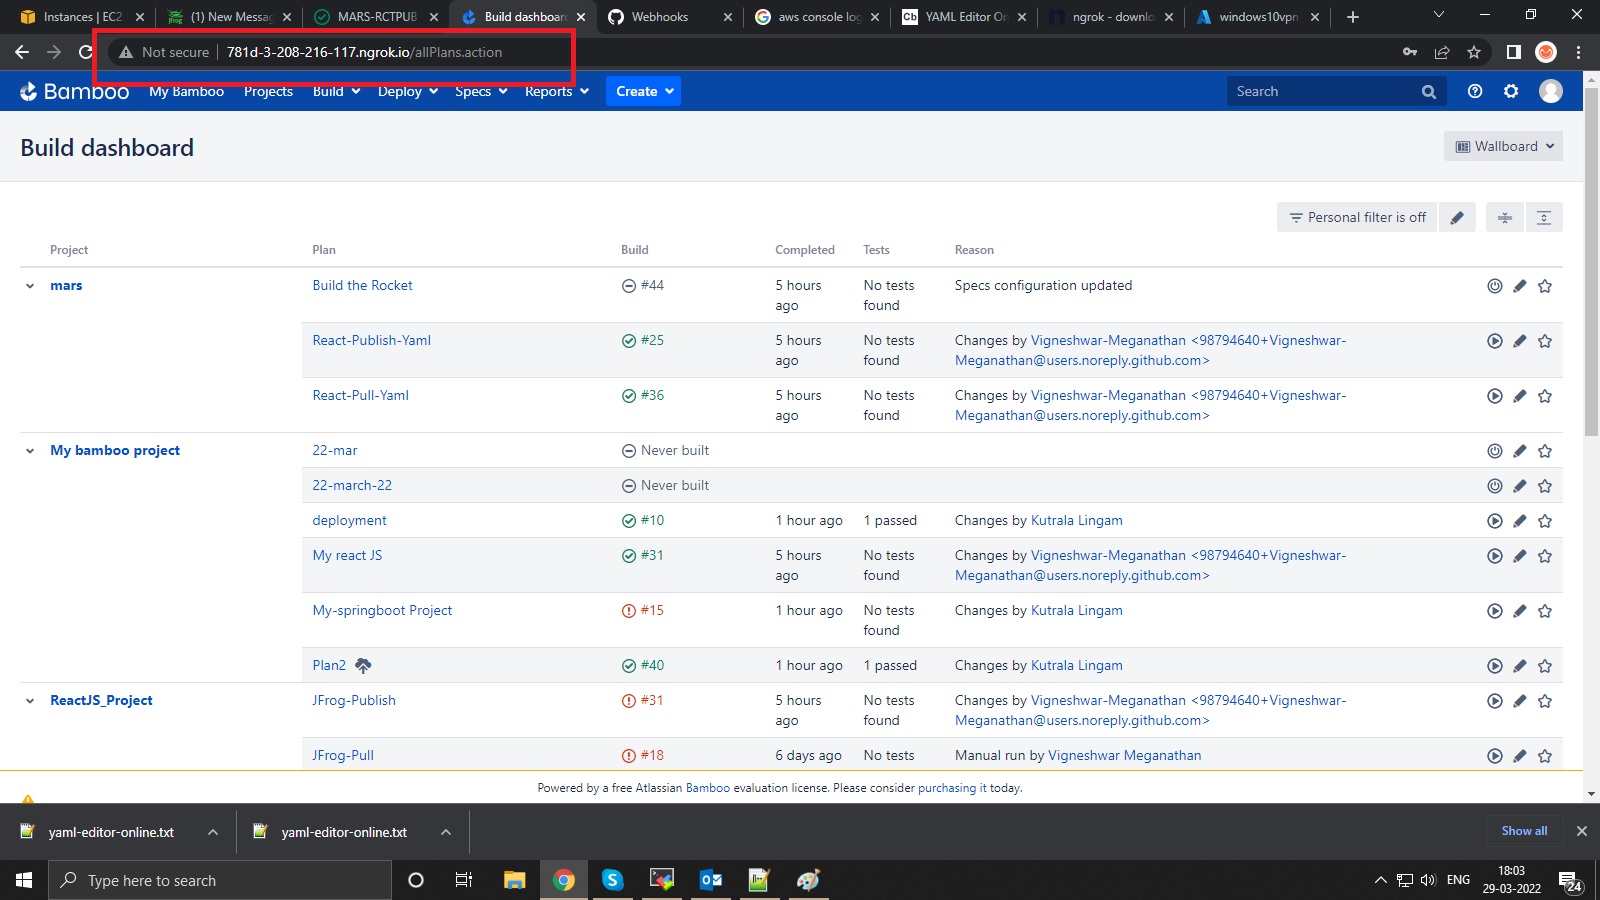 Instances | EC2
(1) New Messag
MARS-RCTPUB
Build dashboard
Webhooks
aws console log
YAML Editor On
ngrok - downlo
windows10vpn
Not secure
781d-3-208-216-117.ngrok.io/allPlans.action
Bamboo
My Bamboo
Projects
Build
Deploy
Specs
Reports
Create
Search
Build dashboard
Wallboard
Personal filter is off
Project Plan Build Completed Tests Reason
mars
Build the Rocket
#44
5 hours
ago
No tests
found
Specs configuration updated
React-Publish-Yaml
#25
5 hours
ago
No tests
found
Changes by Vigneshwar-Meganathan <98794640+Vigneshwar-
Meganathan@users.noreply.github.com>
React-Pull-Yaml
#36
5 hours
ago
No tests
found
Changes by Vigneshwar-Meganathan <98794640+Vigneshwar-
Meganathan@users.noreply.github.com>
My bamboo project
22-mar
Never built
22-march-22
Never built
deployment
#10
1 hour ago
1 passed
Changes by Kutrala Lingam
My react JS
#31
5 hours
ago
No tests
found
Changes by Vigneshwar-Meganathan <98794640+Vigneshwar-
Meganathan@users.noreply.github.com>
My-springboot Project
#15
1 hour ago
No tests
found
Changes by Kutrala Lingam
Plan2
#40
1 hour ago
1 passed
Changes by Kutrala Lingam
ReactJS_Project
JFrog-Publish
#31
5 hours
ago
No tests
found
Changes by Vigneshwar-Meganathan <98794640+Vigneshwar-
Meganathan@users.noreply.github.com>
JFrog-Pull
#18
6 days ago
No tests
Manual run by Vigneshwar Meganathan
Powered by a free Atlassian Bamboo evaluation license. Please consider purchasing it today.
yaml-editor-online.txt
yaml-editor-online.txt
Show all
Type here to search
ENG
18:03
29-03-2022
24